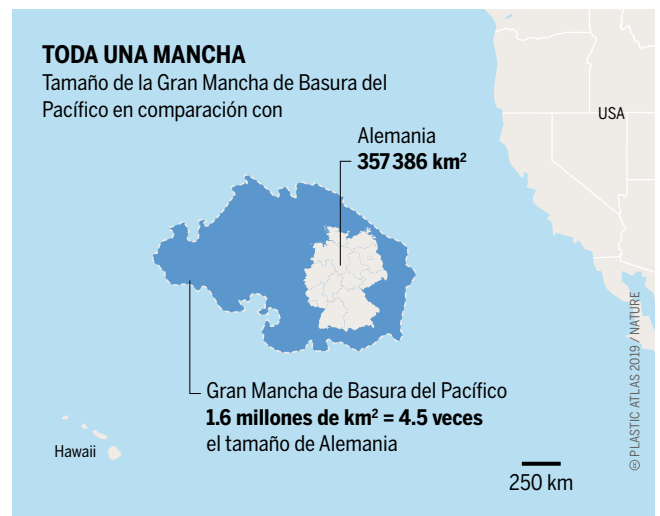 TODA UNA MANCHA
Tamaño de la Gran Mancha de Basura del
Pacífico en comparación con
USA
Alemania
357 386 km²
Gran Mancha de Basura del Pacífico
1.6 millones de km² = 4.5 veces
el tamaño de Alemania
Hawaii
250 km
🄯 PLASTIC ATLAS 2019 / NATURE